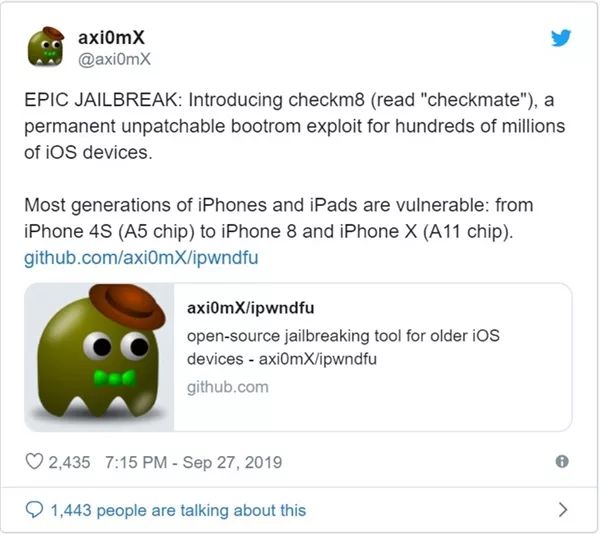 axi0mX
@axi0mX
EPIC JAILBREAK: Introducing checkm8 (read "checkmate"), a
permanent unpatchable bootrom exploit for hundreds of millions
of iOS devices.
Most generations of iPhones and iPads are vulnerable: from
iPhone 4S (A5 chip) to iPhone 8 and iPhone X (A11 chip).
github.com/axi0mX/ipwndfu
axi0mX/ipwndfu
open-source jailbreaking tool for older iOS
devices - axi0mX/ipwndfu
github.com
2,435 7:15 PM - Sep 27, 2019
1,443 people are talking about this